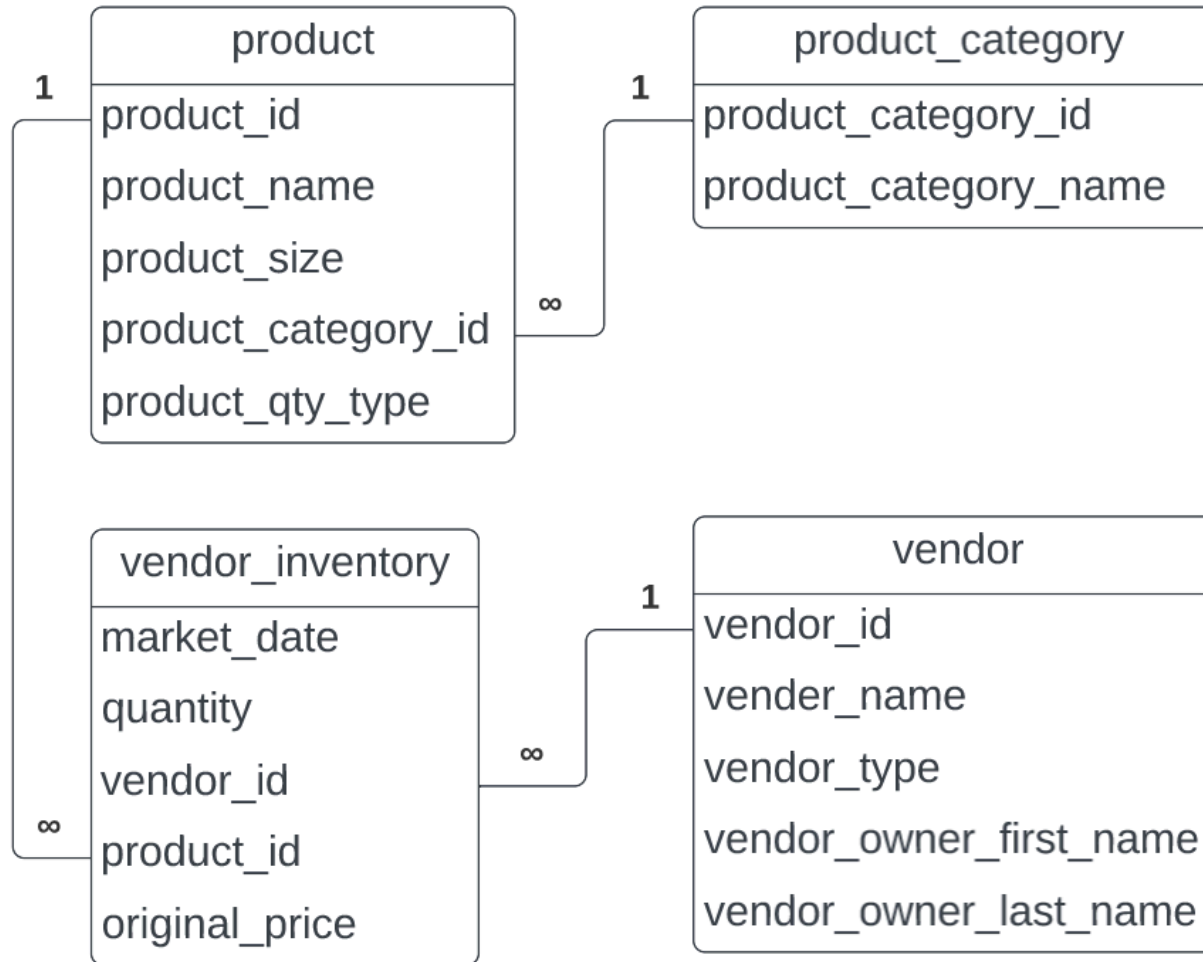 product
1
product_id
product_name
product_size
product_category_id
∞
product_qty_type
product_category
1
product_category_id
product_category_name
vendor_inventory
market_date
quantity
vendor_id
∞
∞
product_id
original_price
vendor
1
vendor_id
vender_name
vendor_type
vendor_owner_first_name
vendor_owner_last_name